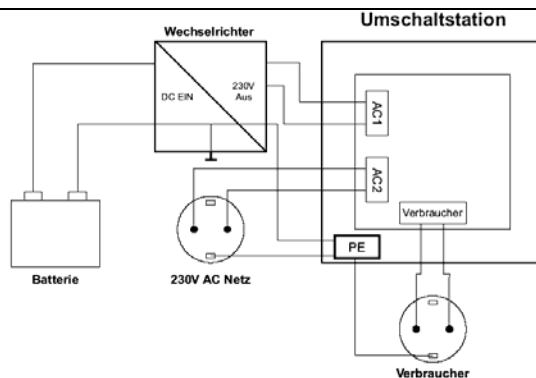 Umschaltstation
Wechselrichter
DC EIN
230V
Aus
AC1
AC2
Verbraucher
PE
Batterie
230V AC Netz
Verbraucher